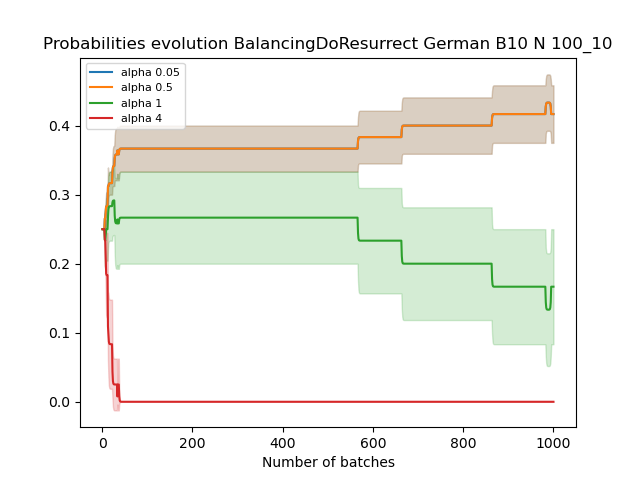 Probabilities evolution BalancingDoResurrect German B10 N 100_10
alpha 0.05
alpha 0.5
alpha 1
alpha 4
0.4
0.3
0.2
0.1
0.0
0 200 400 600 800 1000
Number of batches